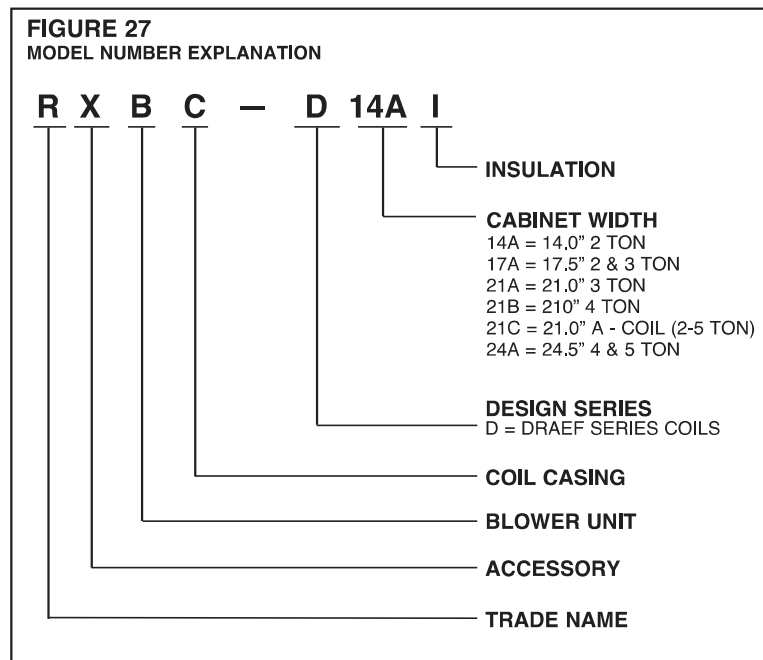 FIGURE 27
MODEL NUMBER EXPLANATION
R X B C – D 14A I
INSULATION
CABINET WIDTH
14A = 14.0” 2 TON
17A = 17.5” 2 & 3 TON
21A = 21.0” 3 TON
21B = 210” 4 TON
21C = 21.0” A - COIL (2-5 TON)
24A = 24.5” 4 & 5 TON
DESIGN SERIES
D = DRAEF SERIES COILS
COIL CASING
BLOWER UNIT
ACCESSORY
TRADE NAME